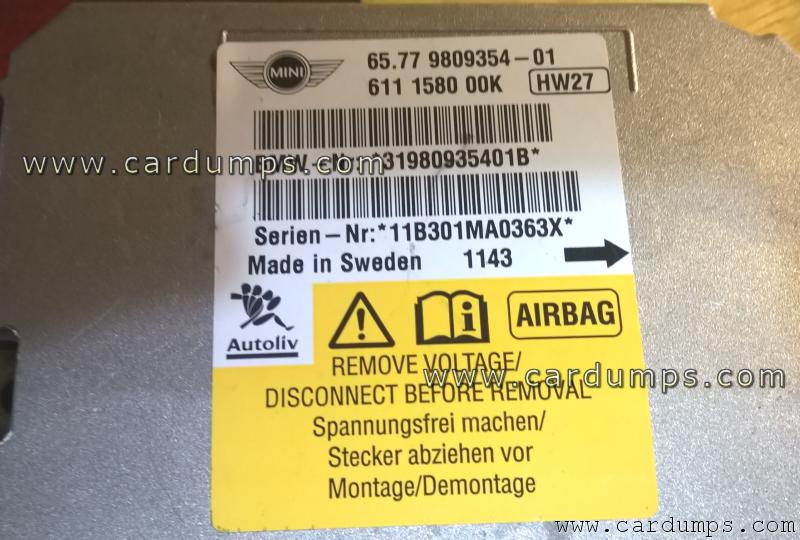 MINI
65.77 9809354-01
611 1580 00K HW27
www.cardumps.com
BMW-Nr: *31980935401B*
Serien-Nr:*11B301MA0363X*
Made in Sweden 1143
Autoliv
i
AIRBAG
REMOVE VOLTAGE/
www.cardumps.com
DISCONNECT BEFORE REMOVAL
Spannungsfrei machen/
Stecker abziehen vor
Montage/Demontage
www.cardumps.com